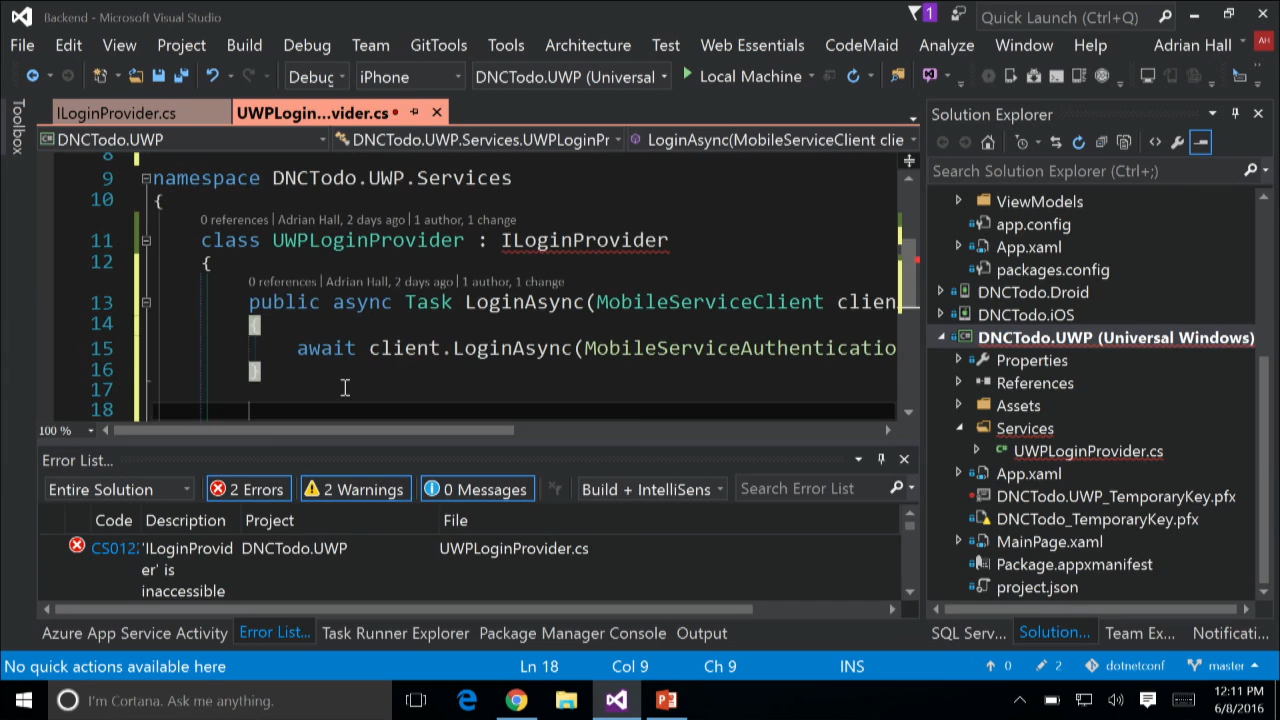 Backend - Microsoft Visual Studio
1
Quick Launch (Ctrl+Q)
File Edit View Project Build Debug Team GitTools Tools Architecture Test Web Essentials CodeMaid Analyze Window Help Adrian Hall AH
Debug iPhone DNCTodo.UWP (Universal Local Machine
Toolbox
ILoginProvider.cs UWPLogin...vider.cs
DNCTodo.UWP DNCTodo.UWP.Services.UWPLoginPr LoginAsync(MobileServiceClient clie
8
9 namespace DNCTodo.UWP.Services
10 {
0 references | Adrian Hall, 2 days ago | 1 author, 1 change
11 class UWPLoginProvider : ILoginProvider
12 {
0 references | Adrian Hall, 2 days ago | 1 author, 1 change
13 public async Task LoginAsync(MobileServiceClient clien
14 {
15 await client.LoginAsync(MobileServiceAuthenticatio
16 }
17
18
100 %
Error List...
Entire Solution 2 Errors 2 Warnings 0 Messages Build + IntelliSens Search Error List
Code Description Project File
CS012 'ILoginProvid DNCTodo.UWP UWPLoginProvider.cs
er' is
inaccessible
Azure App Service Activity Error List... Task Runner Explorer Package Manager Console Output
Solution Explorer
Search Solution Explorer (Ctrl+;)
ViewModels
app.config
App.xaml
packages.config
DNCTodo.Droid
DNCTodo.iOS
DNCTodo.UWP (Universal Windows)
Properties
References
Assets
Services
UWPLoginProvider.cs
App.xaml
DNCTodo.UWP_TemporaryKey.pfx
DNCTodo_TemporaryKey.pfx
MainPage.xaml
Package.appxmanifest
project.json
SQL Serv... Solution... Team Ex... Notificati...
No quick actions available here Ln 18 Col 9 Ch 9 INS 0 2 dotnetconf master
I'm Cortana. Ask me anything.
12:11 PM
6/8/2016